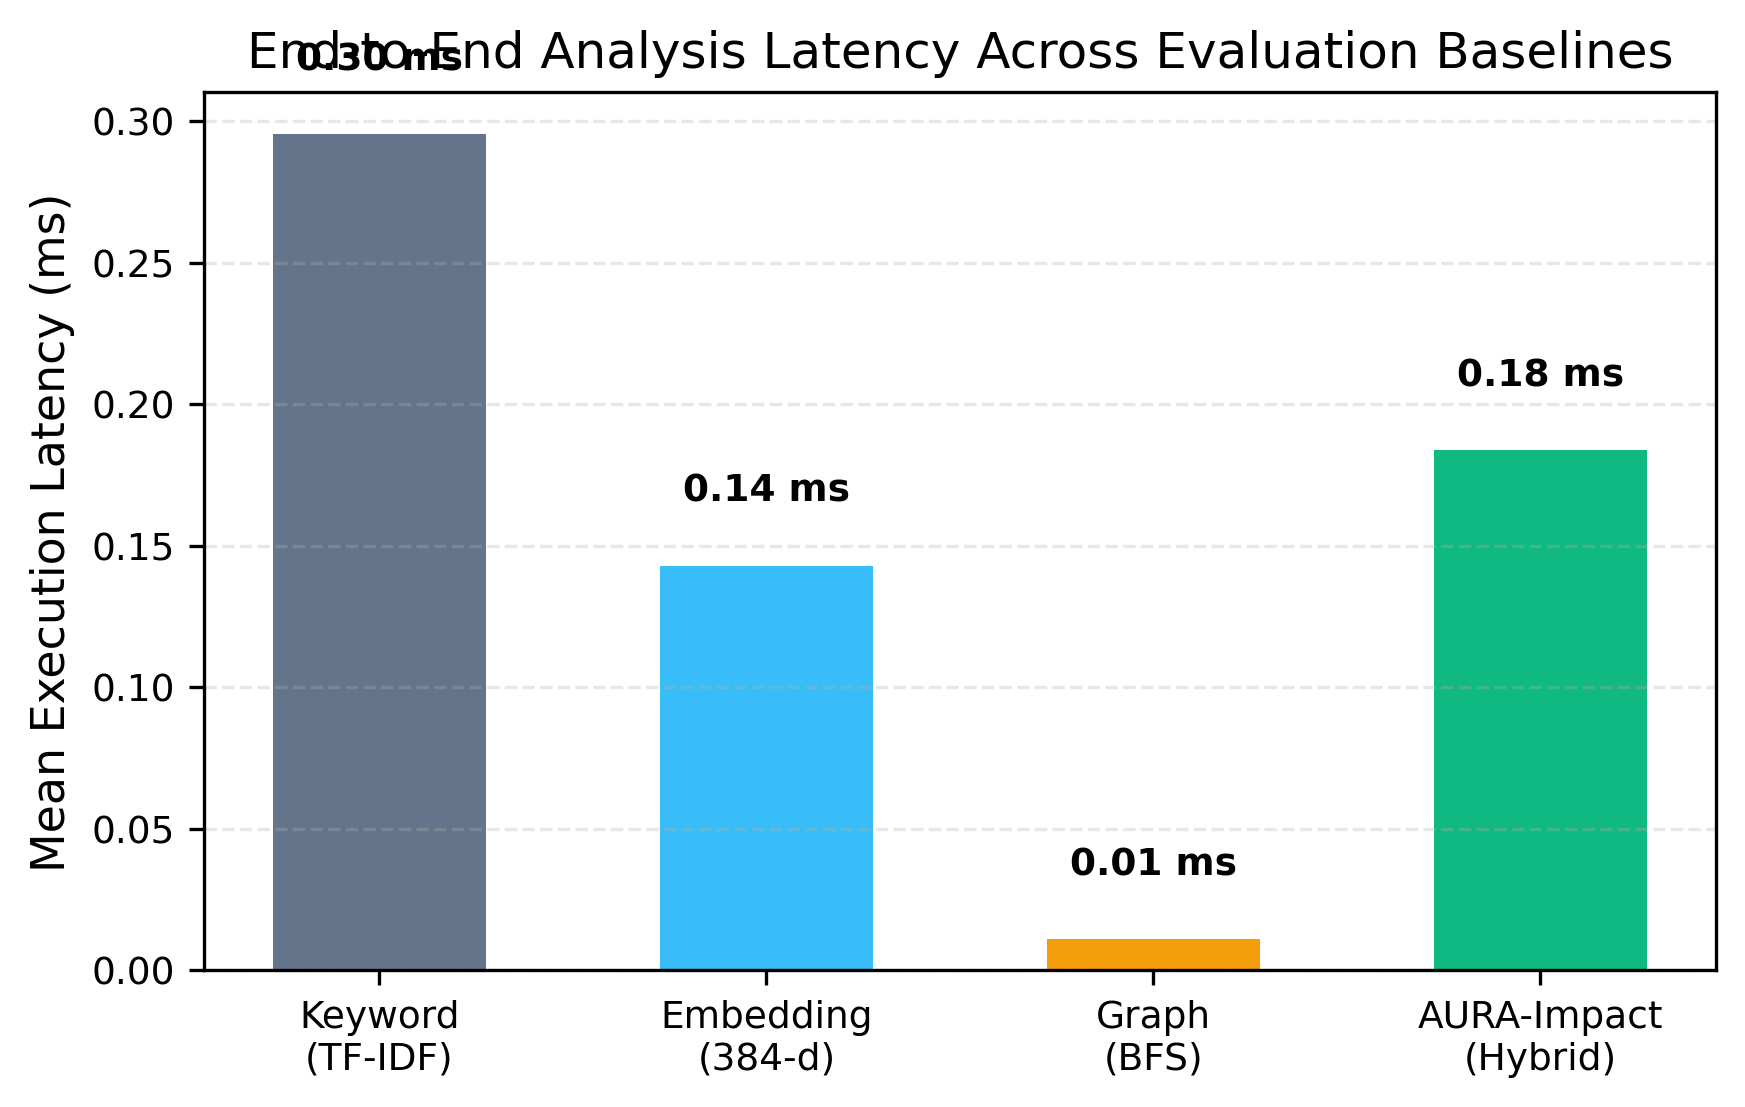 End-to-End Analysis Latency Across Evaluation Baselines
0.30 ms
Mean Execution Latency (ms)
0.30
0.25
0.20
0.15
0.10
0.05
0.00
0.14 ms
0.01 ms
0.18 ms
Keyword
(TF-IDF)
Embedding
(384-d)
Graph
(BFS)
AURA-Impact
(Hybrid)